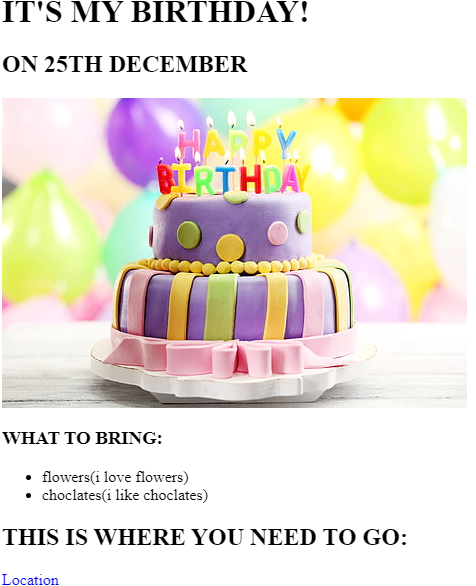 IT'S MY BIRTHDAY!
ON 25TH DECEMBER
HAPPY
BIRTHDAY
WHAT TO BRING:
flowers(i love flowers)
choclates(i like choclates)
THIS IS WHERE YOU NEED TO GO:
Location